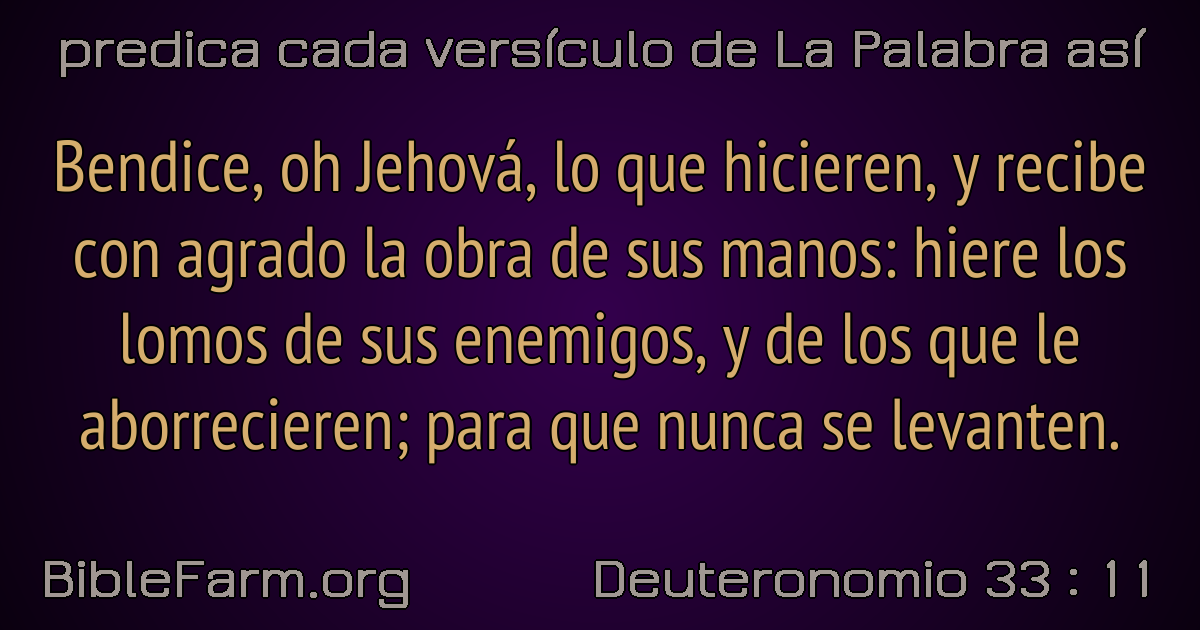 predica cada versículo de La Palabra así
Bendice, oh Jehová, lo que hicieren, y recibe
con agrado la obra de sus manos: hiere los
lomos de sus enemigos, y de los que le
aborrecieren; para que nunca se levanten.
BibleFarm.org
Deuteronomio 33 : 11